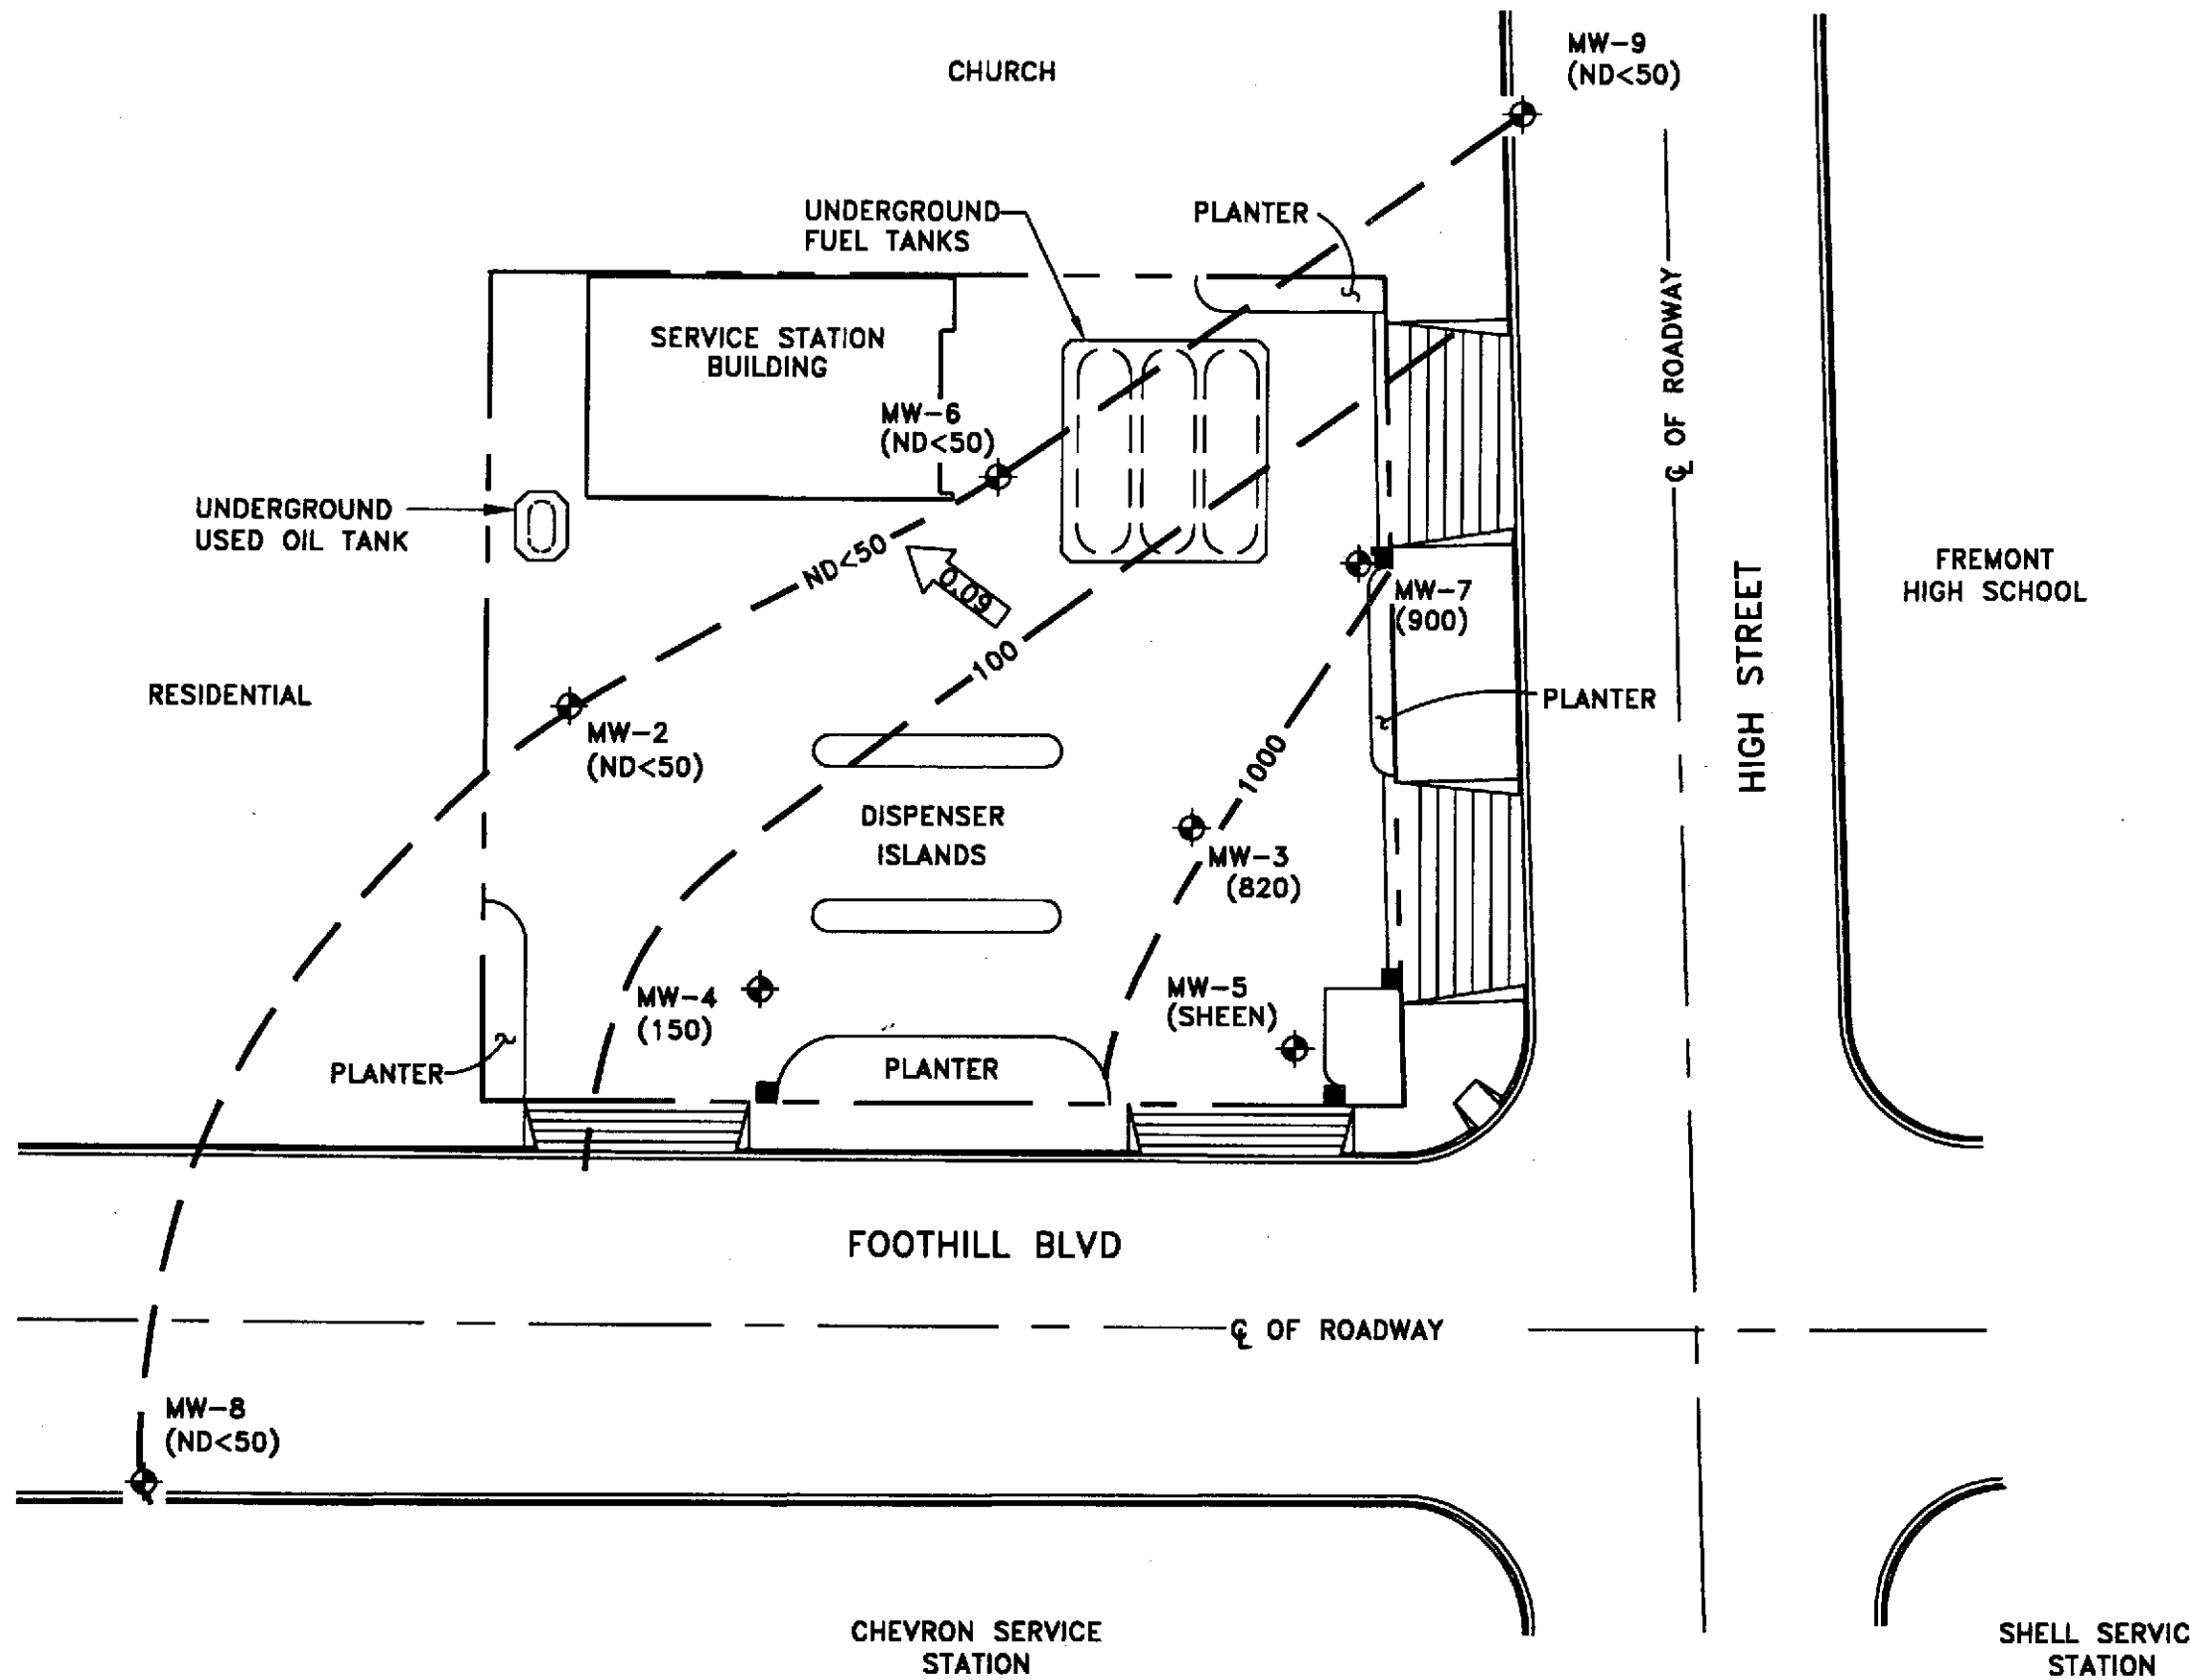 MW-9
(ND<50)
CHURCH
UNDERGROUND
FUEL TANKS
PLANTER
SERVICE STATION
BUILDING
℄ OF ROADWAY
MW-6
(ND<50)
UNDERGROUND
USED OIL TANK
ND<50
0.09
FREMONT
HIGH SCHOOL
MW-7
(900)
HIGH STREET
100
RESIDENTIAL
PLANTER
MW-2
(ND<50)
1000
DISPENSER
ISLANDS
MW-3
(820)
MW-4
(150)
MW-5
(SHEEN)
PLANTER
PLANTER
FOOTHILL BLVD
℄ OF ROADWAY
MW-8
(ND<50)
CHEVRON SERVICE
STATION
SHELL SERVIC
STATION